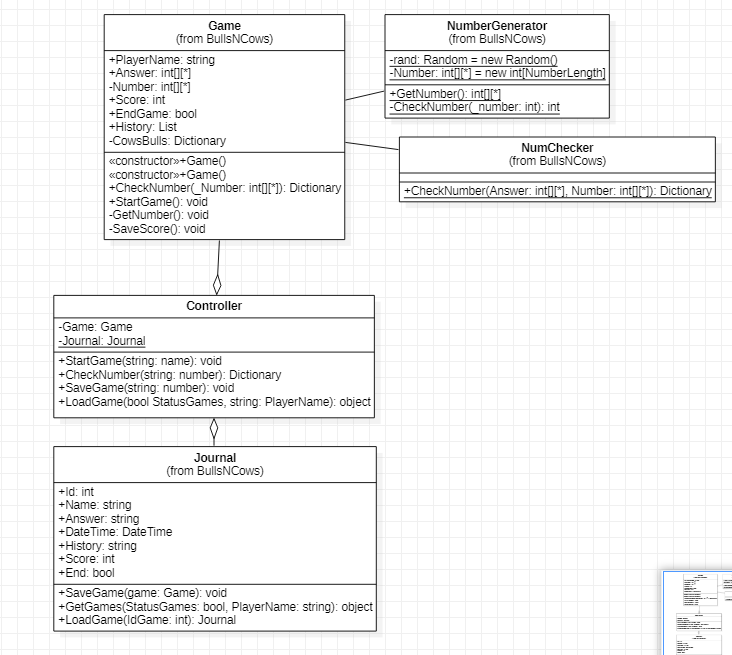 Game
(from BullsNCows)
+PlayerName: string
+Answer: int[][*]
-Number: int[][*]
+Score: int
+EndGame: bool
+History: List
-CowsBulls: Dictionary
«constructor»+Game()
«constructor»+Game()
+CheckNumber(_Number: int[][*]): Dictionary
+StartGame(): void
-GetNumber(): void
-SaveScore(): void
NumberGenerator
(from BullsNCows)
-rand: Random = new Random()
-Number: int[][*] = new int[NumberLength]
+GetNumber(): int[][*]
-CheckNumber(_number: int): int
NumChecker
(from BullsNCows)
+CheckNumber(Answer: int[][*], Number: int[][*]): Dictionary
Controller
-Game: Game
-Journal: Journal
+StartGame(string: name): void
+CheckNumber(string: number): Dictionary
+SaveGame(string: number): void
+LoadGame(bool StatusGames, string: PlayerName): object
Journal
(from BullsNCows)
+Id: int
+Name: string
+Answer: string
+DateTime: DateTime
+History: string
+Score: int
+End: bool
+SaveGame(game: Game): void
+GetGames(StatusGames: bool, PlayerName: string): object
+LoadGame(IdGame: int): Journal